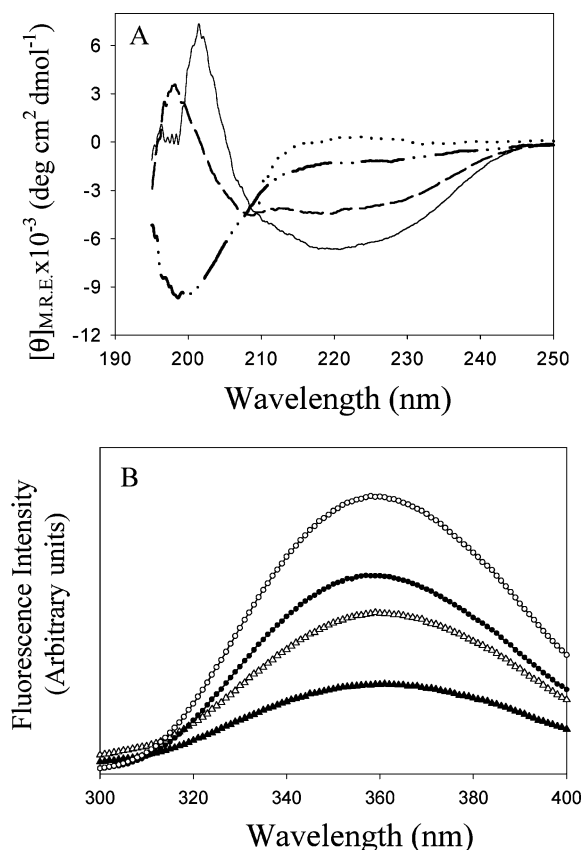 A
6
3
0
-3
-6
-9
-12
[θ]M.R.E.x10-3 (deg cm2 dmol-1)
190 200 210 220 230 240 250
Wavelength (nm)
B
Fluorescence Intensity
(Arbitrary units)
300 320 340 360 380 400
Wavelength (nm)